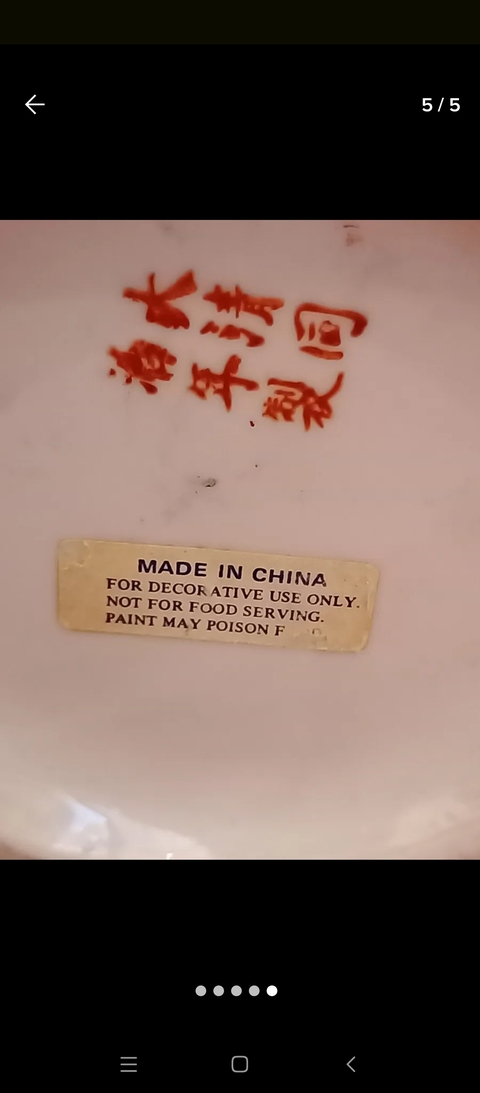 5 / 5
大清同
治年製
MADE IN CHINA
FOR DECORATIVE USE ONLY.
NOT FOR FOOD SERVING.
PAINT MAY POISON F